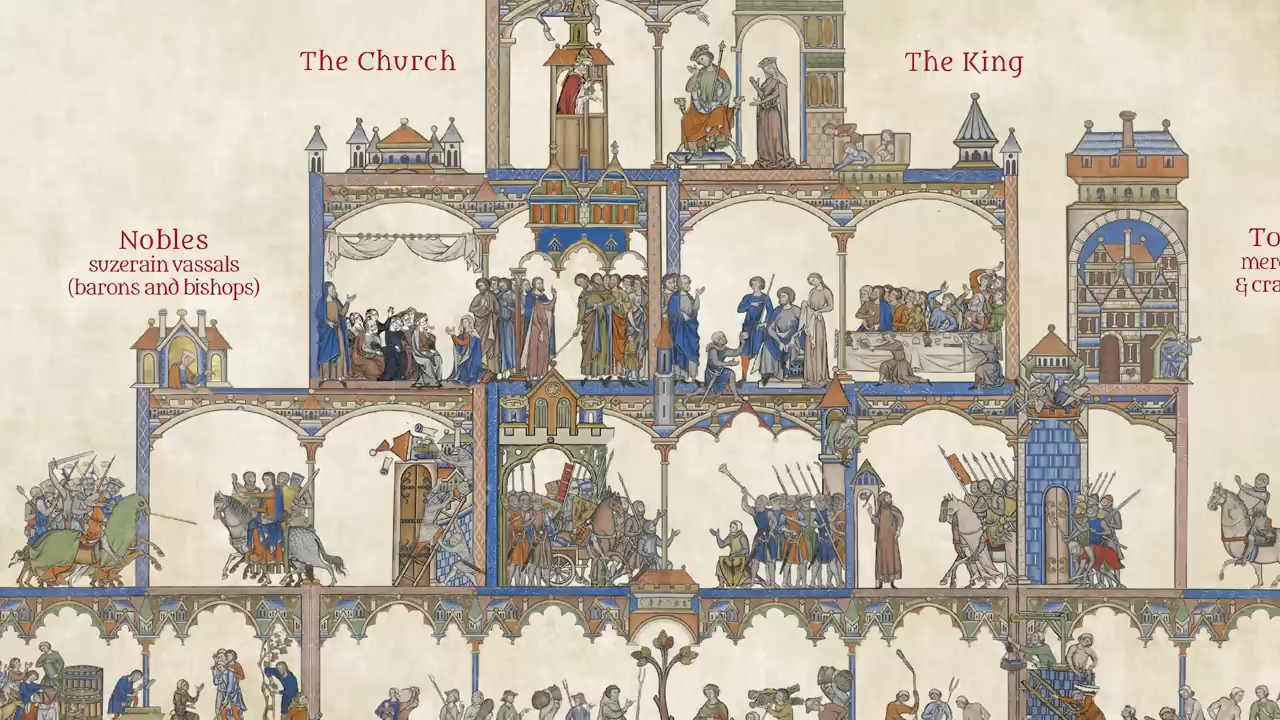 The Church
The King
Nobles
suzerain vassals
(barons and bishops)